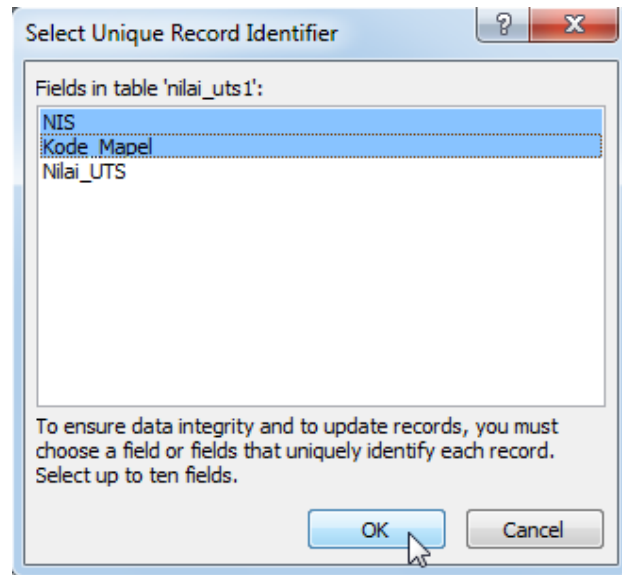 Select Unique Record Identifier
Fields in table 'nilai_uts1':
NIS
Kode_Mapel
Nilai_UTS
To ensure data integrity and to update records, you must
choose a field or fields that uniquely identify each record.
Select up to ten fields.
OK
Cancel